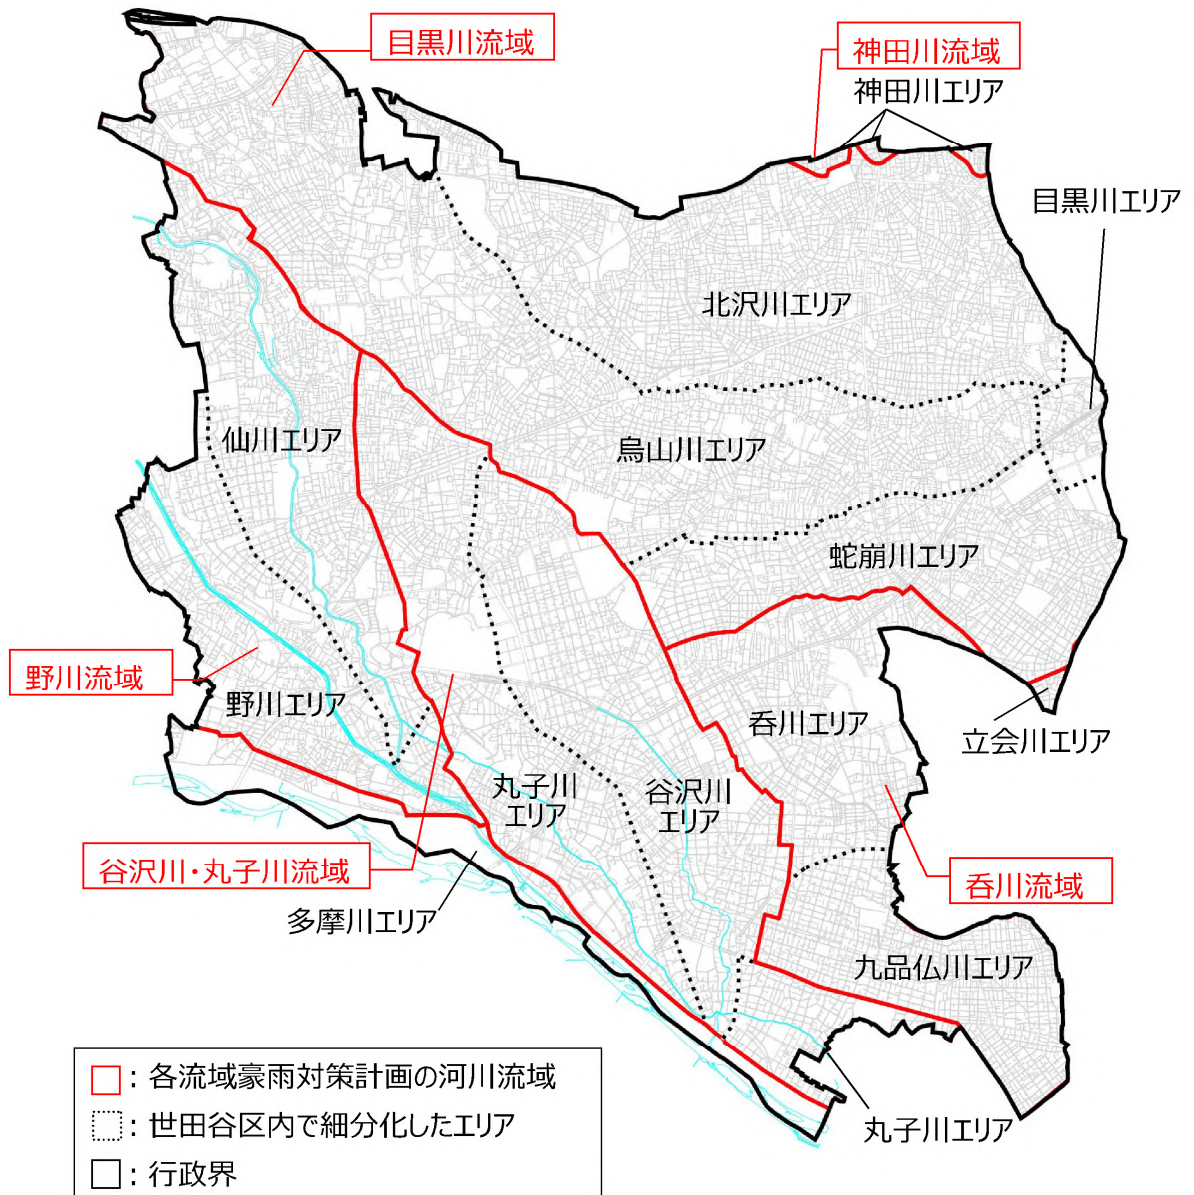 目黒川流域
神田川流域
神田川エリア
目黒川エリア
北沢川エリア
仙川エリア
烏山川エリア
蛇崩川エリア
野川流域
野川エリア
呑川エリア
立会川エリア
丸子川
エリア
谷沢川
エリア
谷沢川・丸子川流域
呑川流域
多摩川エリア
九品仏川エリア
丸子川エリア
：各流域豪雨対策計画の河川流域
：世田谷区内で細分化したエリア
：行政界